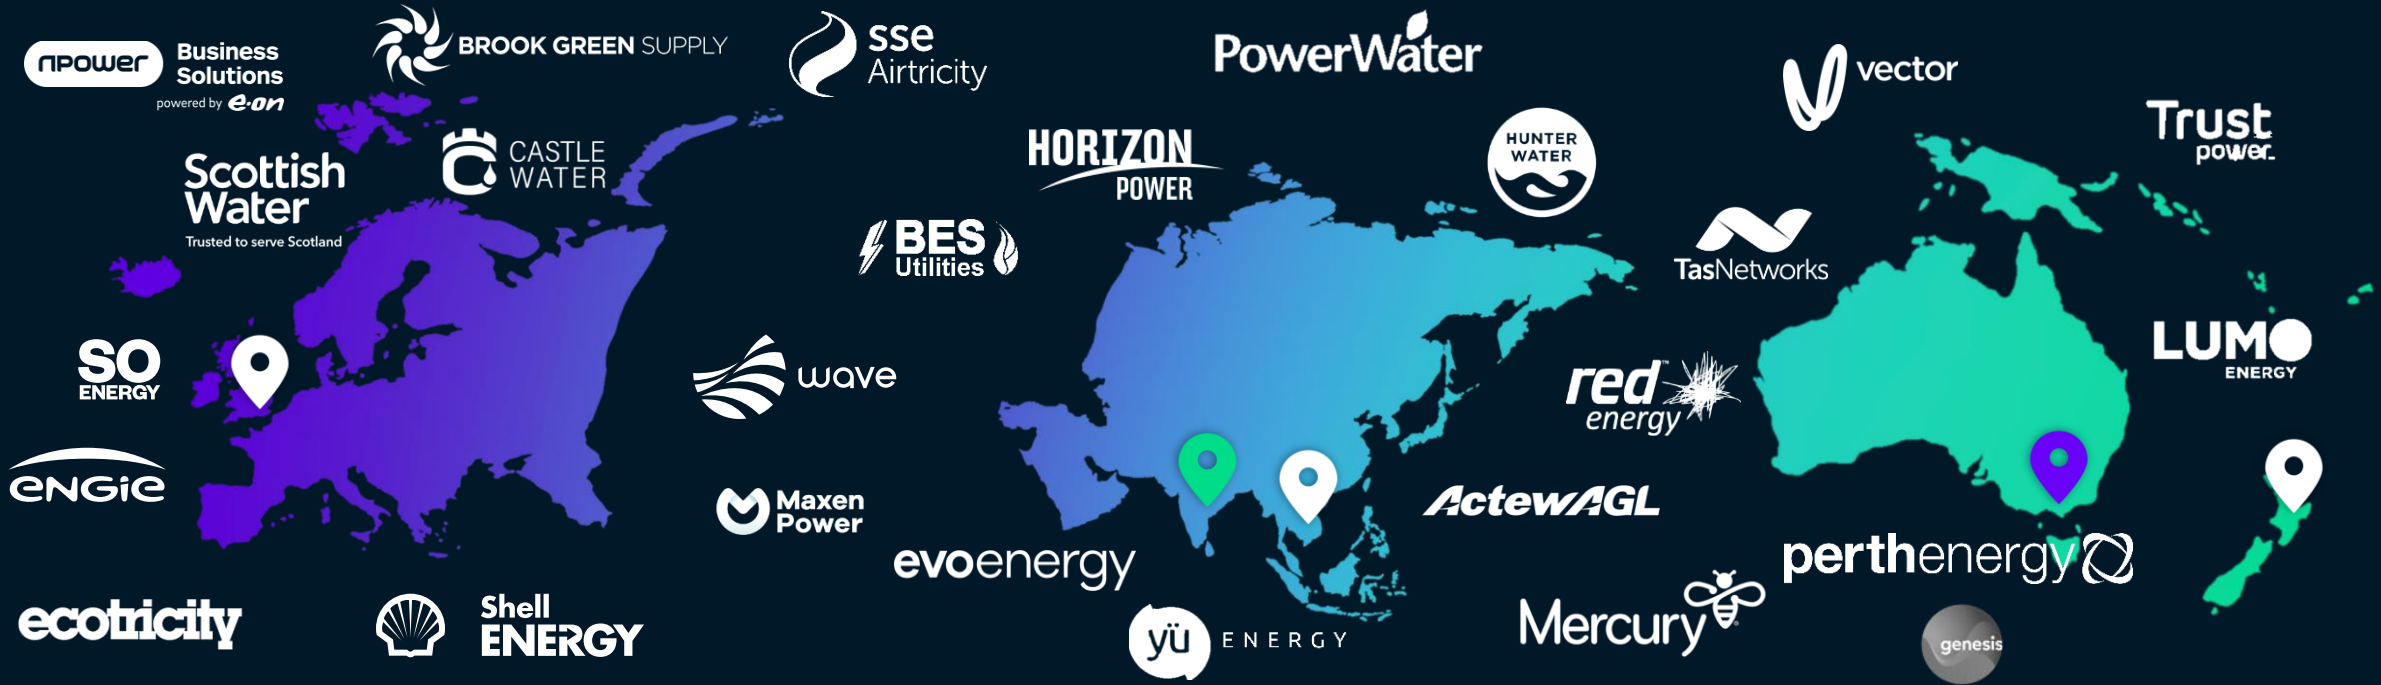 npower
Business
Solutions
powered by e·on
BROOK GREEN SUPPLY
sse
Airtricity
PowerWater
vector
Trust
power
HORIZON
POWER
HUNTER
WATER
CASTLE
WATER
Scottish
Water
Trusted to serve Scotland
BES
Utilities
TasNetworks
SO
ENERGY
wave
red™
energy
LUMO
ENERGY
ENGIE
Maxen
Power
ActewAGL
evoenergy
perthenergy
ecotricity
Shell
ENERGY
yü ENERGY
Mercury
genesis